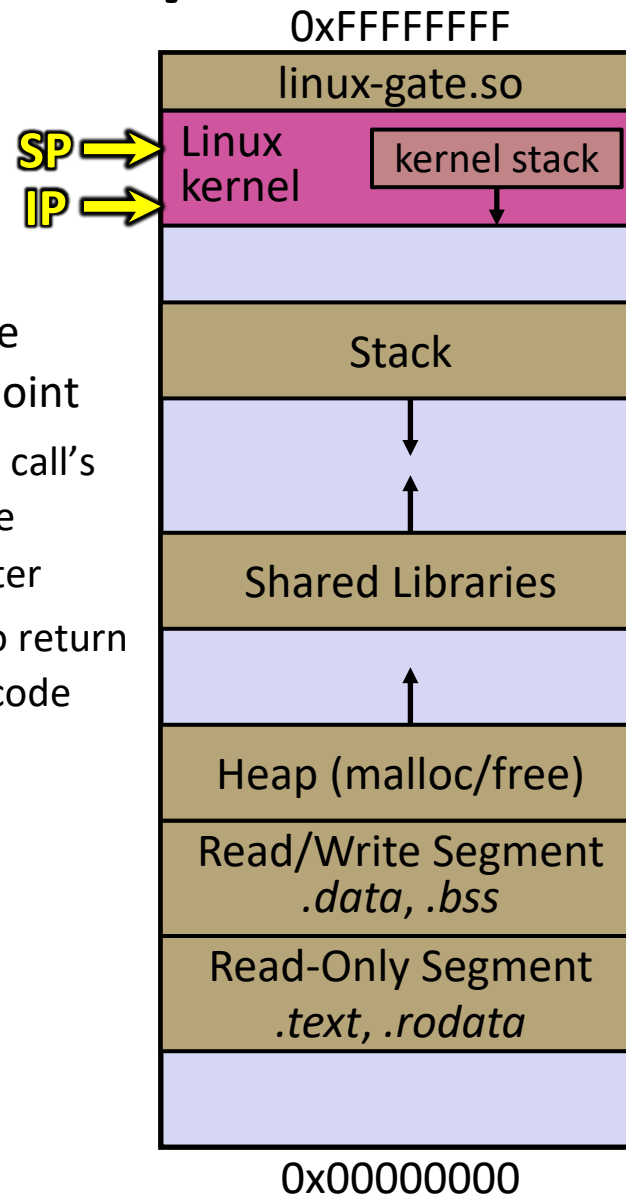 0xFFFFFFFF
linux-gate.so
SP
Linux
kernel
kernel stack
IP
Stack
oint
call's
Shared Libraries
return
code
Heap (malloc/free)
Read/Write Segment
.data, .bss
Read-Only Segment
.text, .rodata
0x00000000